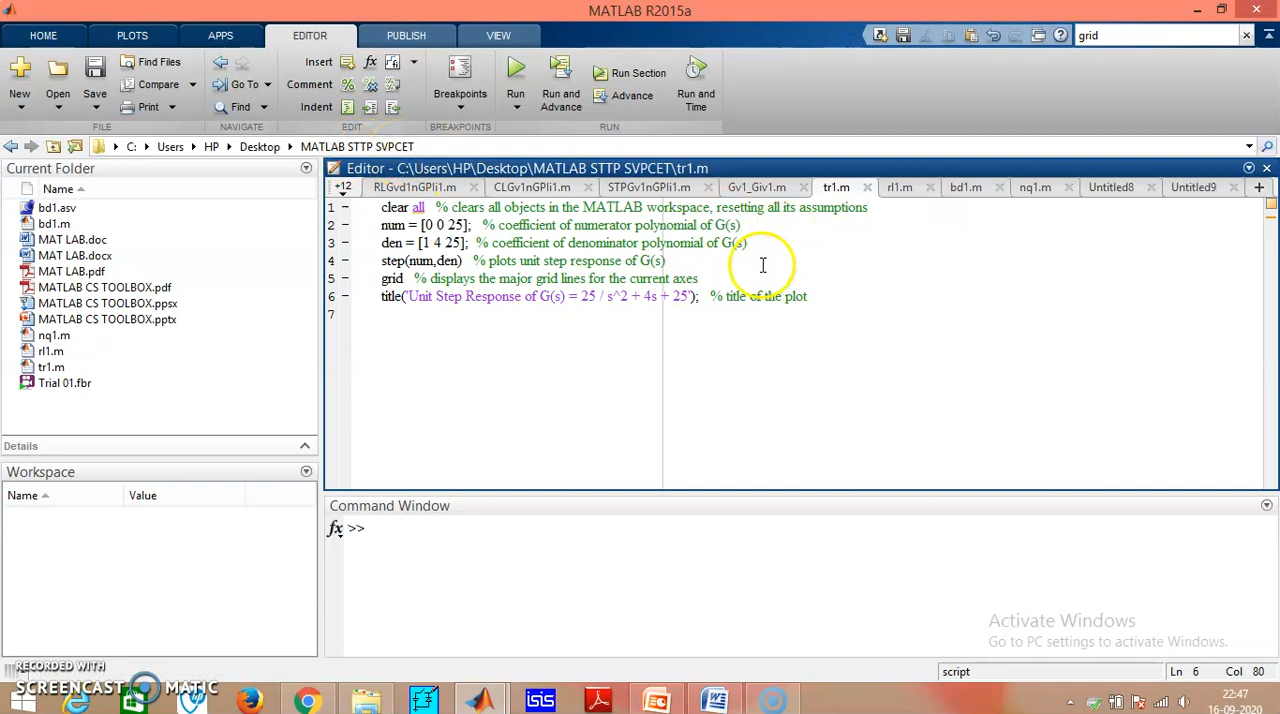 MATLAB R2015a
HOME PLOTS APPS EDITOR PUBLISH VIEW grid
New Open Save Find Files Compare Print
Go To Find
Insert fx Comment Indent
Breakpoints
Run Run and Advance Run Section Advance Run and Time
FILE NAVIGATE EDIT BREAKPOINTS RUN
C: Users HP Desktop MATLAB STTP SVPCET
Current Folder
Name
bd1.asv
bd1.m
MAT LAB.doc
MAT LAB.docx
MAT LAB.pdf
MATLAB CS TOOLBOX.pdf
MATLAB CS TOOLBOX.ppsx
MATLAB CS TOOLBOX.pptx
nq1.m
rl1.m
tr1.m
Trial 01.fbr
Details
Workspace
Name Value
Editor - C:\Users\HP\Desktop\MATLAB STTP SVPCET\tr1.m
+12 RLGvd1nGPIi1.m CLGv1nGPIi1.m STPGv1nGPIi1.m Gv1_Giv1.m tr1.m rl1.m bd1.m nq1.m Untitled8 Untitled9
1 clear all % clears all objects in the MATLAB workspace, resetting all its assumptions
2 num = [0 0 25]; % coefficient of numerator polynomial of G(s)
3 den = [1 4 25]; % coefficient of denominator polynomial of G(s)
4 step(num,den) % plots unit step response of G(s)
5 grid % displays the major grid lines for the current axes
6 title('Unit Step Response of G(s) = 25 / s^2 + 4s + 25'); % title of the plot
7
Command Window
fx >>
Activate Windows
Go to PC settings to activate Windows.
script Ln 6 Col 80
RECORDED WITH
SCREENCAST MATIC
isis
22:47
16-09-2020